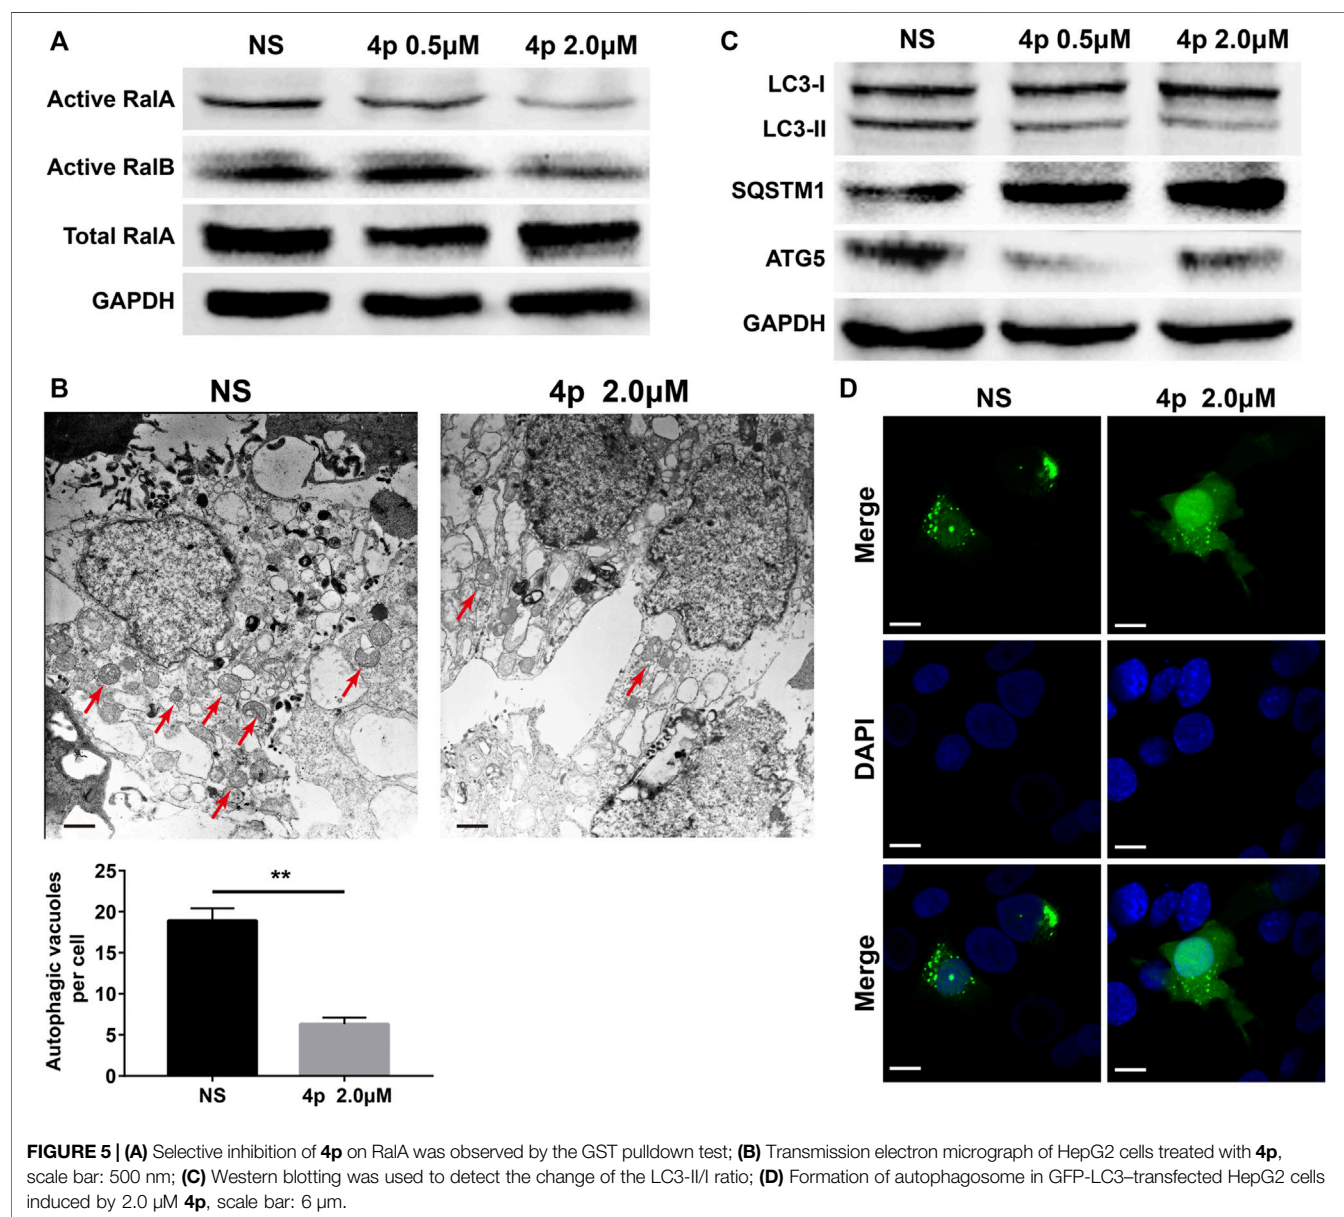 A
NS 4p 0.5μM 4p 2.0μM
Active RalA
Active RalB
Total RalA
GAPDH
C
NS 4p 0.5μM 4p 2.0μM
LC3-I
LC3-II
SQSTM1
ATG5
GAPDH
B
NS 4p 2.0μM
Autophagic vacuoles
per cell
25
20
15
10
5
0
**
NS 4p 2.0μM
D
NS 4p 2.0μM
Merge
DAPI
Merge
FIGURE 5 | (A) Selective inhibition of 4p on RalA was observed by the GST pulldown test; (B) Transmission electron micrograph of HepG2 cells treated with 4p,
scale bar: 500 nm; (C) Western blotting was used to detect the change of the LC3-II/I ratio; (D) Formation of autophagosome in GFP-LC3–transfected HepG2 cells
induced by 2.0 μM 4p, scale bar: 6 μm.